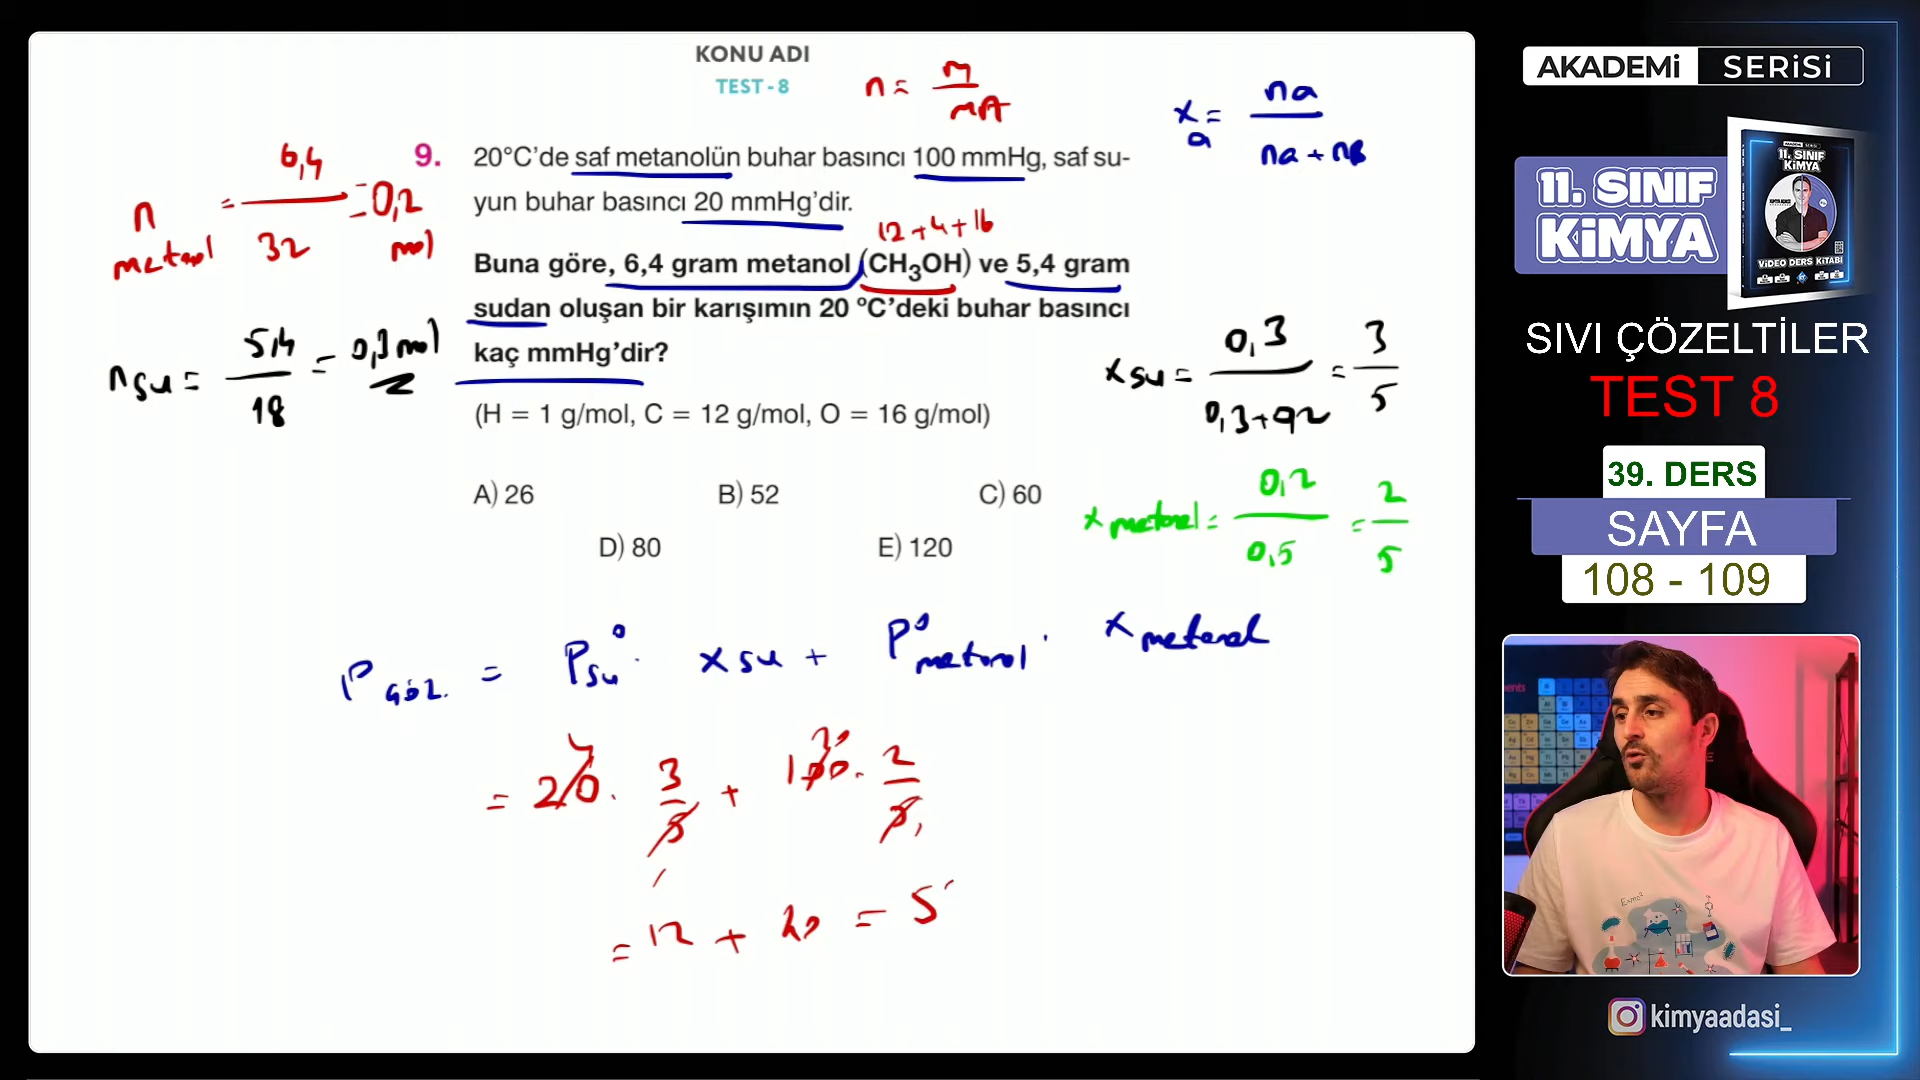 KONU ADI
TEST - 8
n = m / mA
x a = na / na + nB
9. 20°C'de saf metanolün buhar basıncı 100 mmHg, saf su-
yun buhar basıncı 20 mmHg'dir.
12 + 4 + 16
Buna göre, 6,4 gram metanol (CH₃OH) ve 5,4 gram
sudan oluşan bir karışımın 20 °C'deki buhar basıncı
kaç mmHg'dir?
(H = 1 g/mol, C = 12 g/mol, O = 16 g/mol)
A) 26 B) 52 C) 60
D) 80 E) 120
n metanol = 6,4 / 32 = 0,2 mol
n su = 5,4 / 18 = 0,3 mol
x su = 0,3 / 0,3 + 0,2 = 3 / 5
x metanol = 0,2 / 0,5 = 2 / 5
P çöz. = P°su . x su + P°metanol . x metanol
= 20 . 3 / 5 + 100 . 2 / 5
= 12 + = 5
AKADEMİ SERİSİ
11. SINIF
KİMYA
11. SINIF
KİMYA
VİDEO DERS KİTABI
SIVI ÇÖZELTİLER
TEST 8
39. DERS
SAYFA
108 - 109
kimyaadasi_